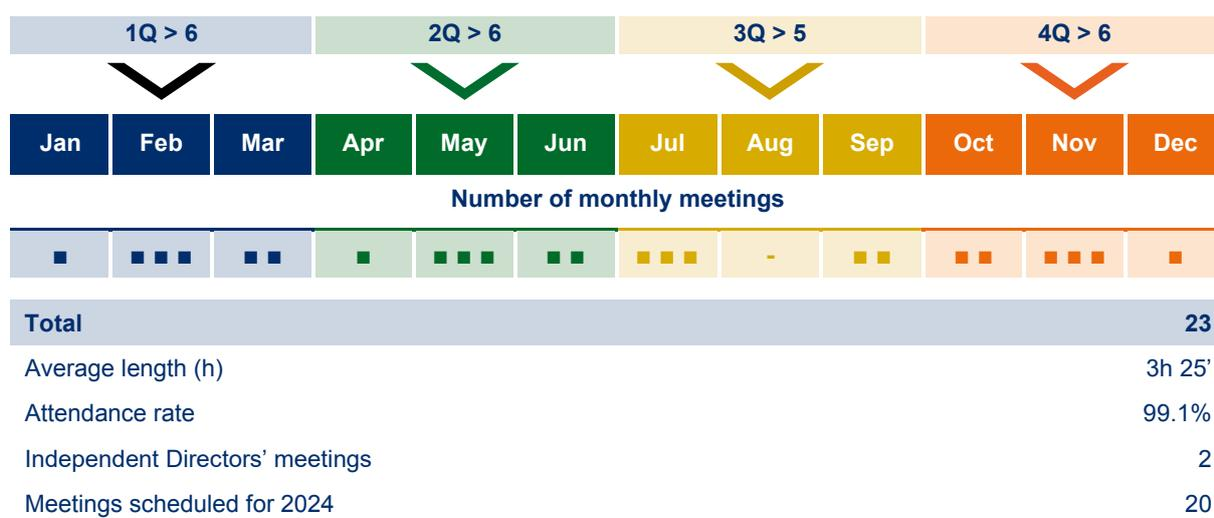 1Q > 6 2Q > 6 3Q > 5 4Q > 6
Jan Feb Mar Apr May Jun Jul Aug Sep Oct Nov Dec
Number of monthly meetings
■ ■ ■ ■ ■ ■ ■ ■ ■ ■ ■ ■ ■ ■ ■ - ■ ■ ■ ■ ■ ■ ■ ■
Total 23
Average length (h) 3h 25’
Attendance rate 99.1%
Independent Directors’ meetings 2
Meetings scheduled for 2024 20